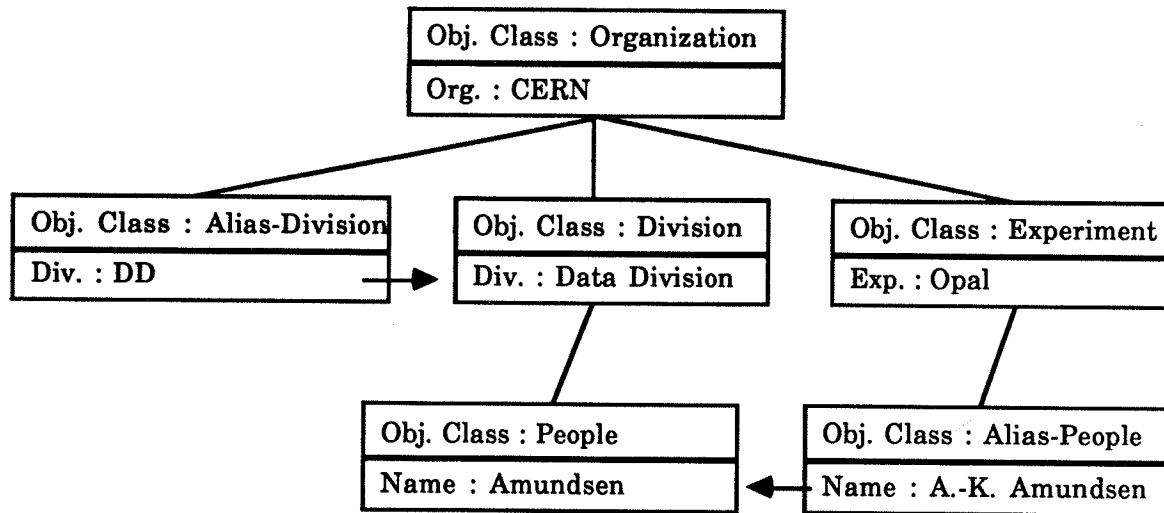 Obj. Class : Organization
Org. : CERN
Obj. Class : Alias-Division
Div. : DD
Obj. Class : Division
Div. : Data Division
Obj. Class : Experiment
Exp. : Opal
Obj. Class : People
Name : Amundsen
Obj. Class : Alias-People
Name : A.-K. Amundsen